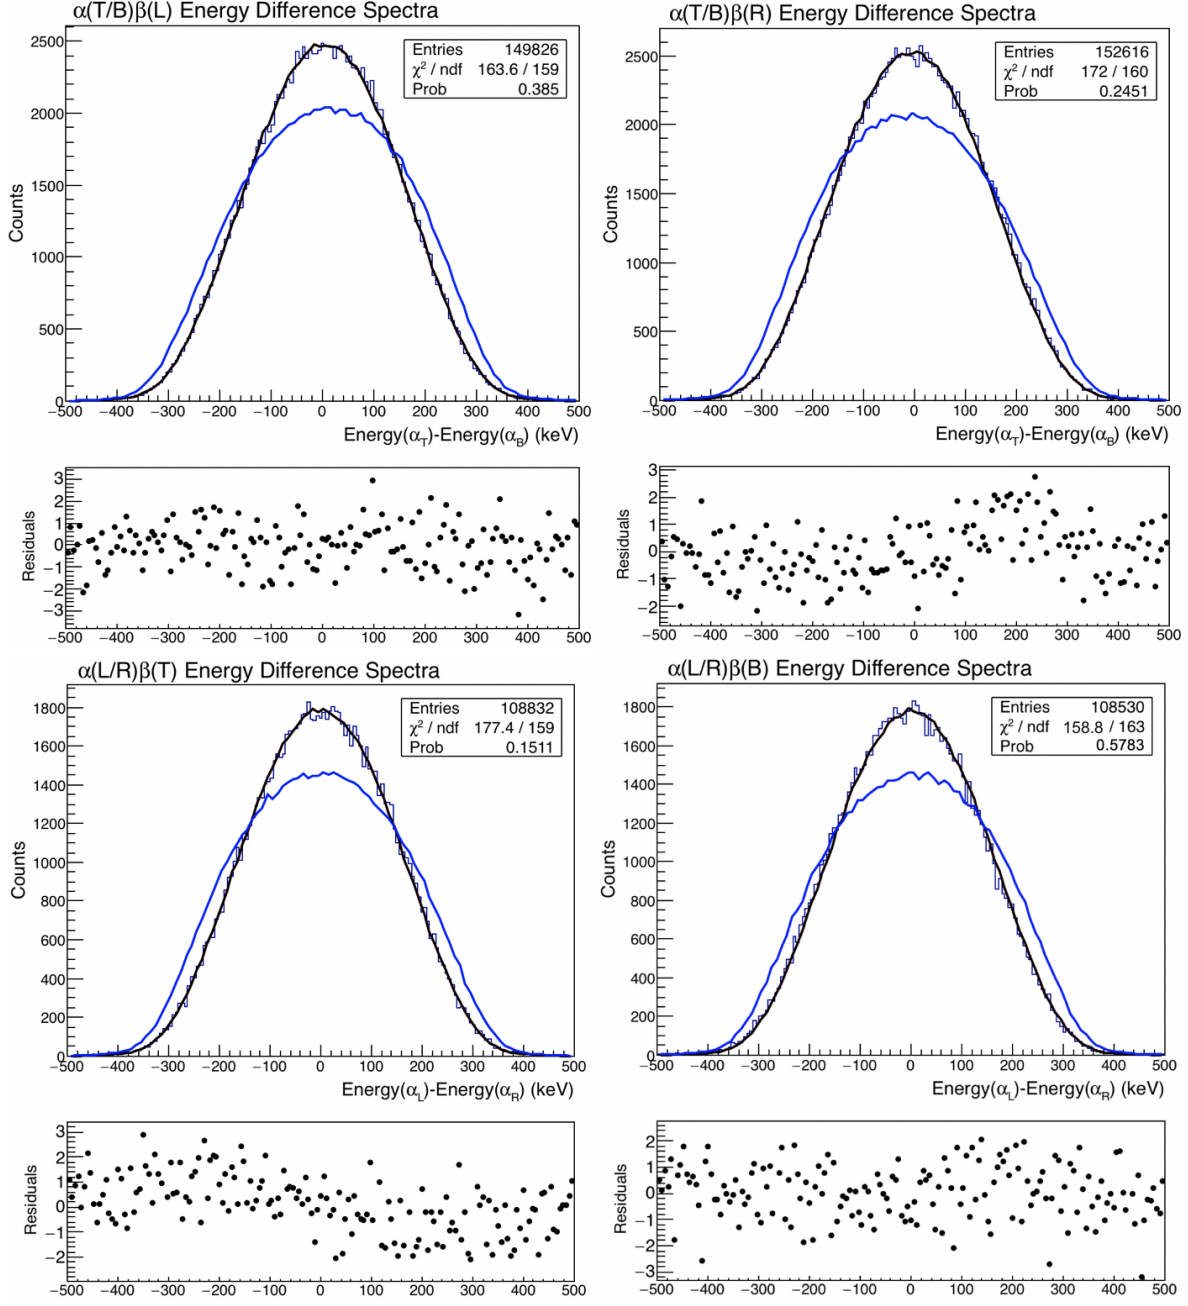 α(T/B)β(L) Energy Difference Spectra
Entries 149826
χ² / ndf 163.6 / 159
Prob 0.385
Counts
2500
2000
1500
1000
500
0
−500 −400 −300 −200 −100 0 100 200 300 400 500
Energy(α_T)-Energy(α_B) (keV)
Residuals
3
2
1
0
−1
−2
−3
−500 −400 −300 −200 −100 0 100 200 300 400 500
α(T/B)β(R) Energy Difference Spectra
Entries 152616
χ² / ndf 172 / 160
Prob 0.2451
Counts
2500
2000
1500
1000
500
0
−500 −400 −300 −200 −100 0 100 200 300 400 500
Energy(α_T)-Energy(α_B) (keV)
Residuals
3
2
1
0
−1
−2
−500 −400 −300 −200 −100 0 100 200 300 400 500
α(L/R)β(T) Energy Difference Spectra
Entries 108832
χ² / ndf 177.4 / 159
Prob 0.1511
Counts
1800
1600
1400
1200
1000
800
600
400
200
0
−500 −400 −300 −200 −100 0 100 200 300 400 500
Energy(α_L)-Energy(α_R) (keV)
Residuals
3
2
1
0
−1
−2
−500 −400 −300 −200 −100 0 100 200 300 400 500
α(L/R)β(B) Energy Difference Spectra
Entries 108530
χ² / ndf 158.8 / 163
Prob 0.5783
Counts
1800
1600
1400
1200
1000
800
600
400
200
0
−500 −400 −300 −200 −100 0 100 200 300 400 500
Energy(α_L)-Energy(α_R) (keV)
Residuals
2
1
0
−1
−2
−3
−500 −400 −300 −200 −100 0 100 200 300 400 500